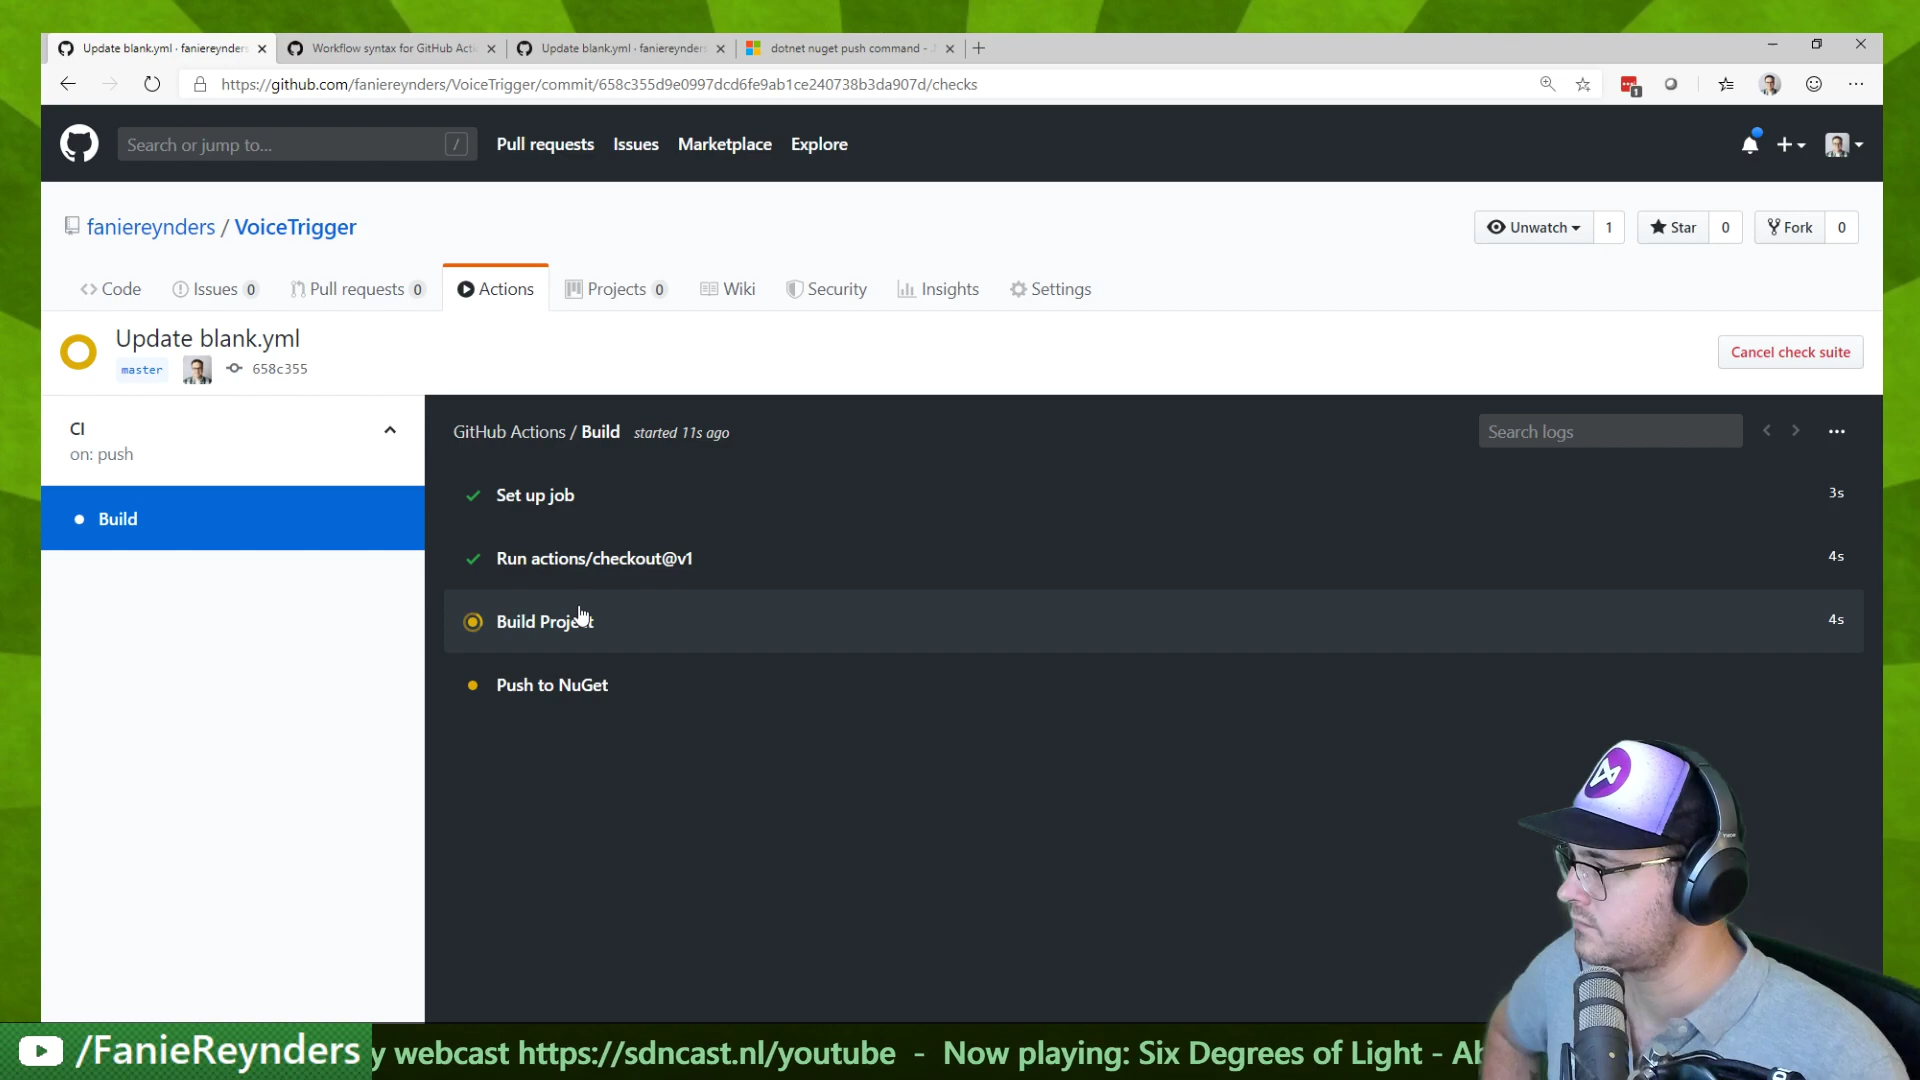 Update blank.yml · faniereynders
Workflow syntax for GitHub Acti
Update blank.yml · faniereynders
dotnet nuget push command -
https://github.com/faniereynders/VoiceTrigger/commit/658c355d9e0997dcd6fe9ab1ce240738b3da907d/checks
1
Search or jump to... /
Pull requests Issues Marketplace Explore
faniereynders / VoiceTrigger
Unwatch 1 Star 0 Fork 0
Code Issues 0 Pull requests 0 Actions Projects 0 Wiki Security Insights Settings
Update blank.yml
master 658c355
Cancel check suite
CI
on: push
Build
GitHub Actions / Build started 11s ago
Search logs
Set up job 3s
Run actions/checkout@v1 4s
Build Project 4s
Push to NuGet
/FanieReynders
y webcast https://sdncast.nl/youtube - Now playing: Six Degrees of Light - Ab